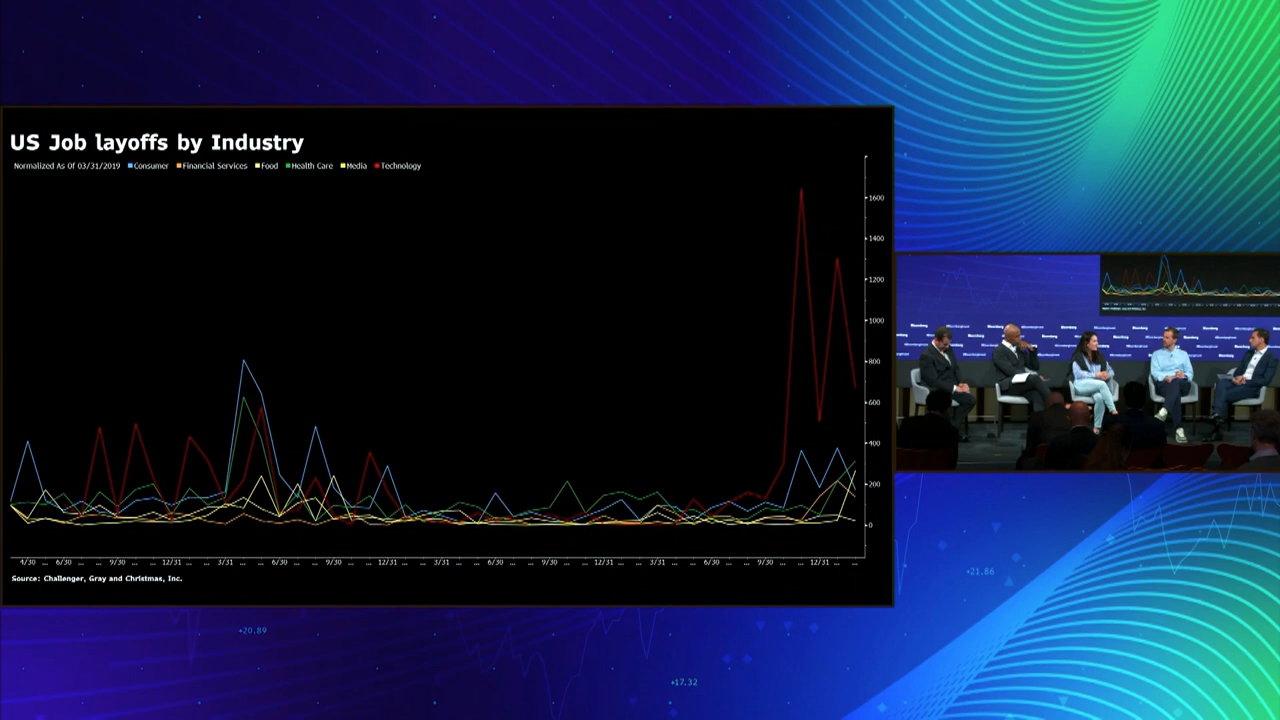 US Job layoffs by Industry
Normalized As Of 03/31/2019 Consumer Financial Services Food Health Care Media Technology
1600
1400
1200
1000
800
600
400
200
0
4/30 ... 6/30 ... ... 9/30 ... ... 12/31 ... ... 3/31 ... ... 6/30 ... ... 9/30 ... ... 12/31 ... ... 3/31 ... ... 6/30 ... ... 9/30 ... ... 12/31 ... ... 3/31 ... ... 6/30 ... ... 9/30 ... ... 12/31 ... ...
Source: Challenger, Gray and Christmas, Inc.
Bloomberg
+21.86
+20.89
+17.32